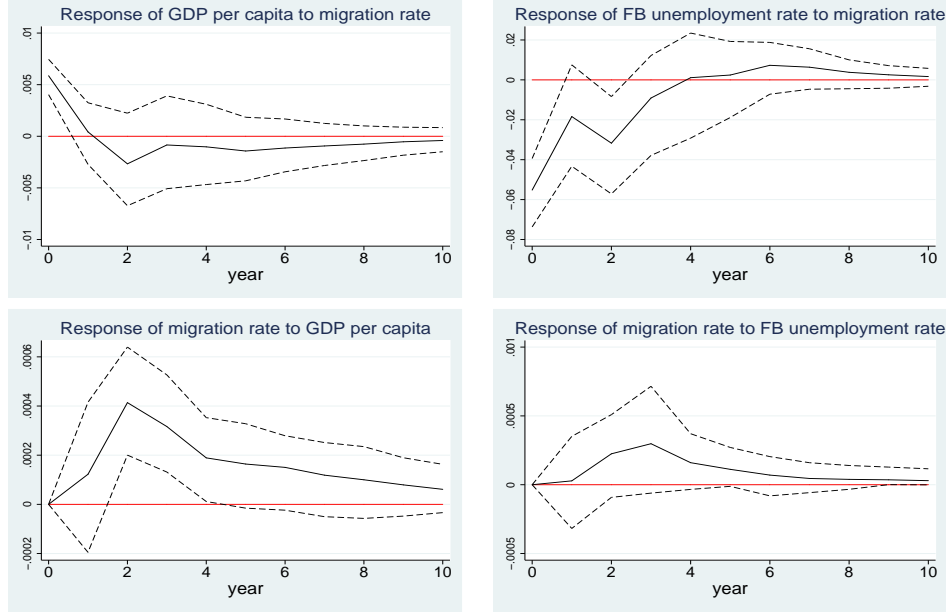 Response of GDP per capita to migration rate
.01
.005
0
-.005
-.01
0 2 4 6 8 10
year
Response of FB unemployment rate to migration rate
.02
0
-.02
-.04
-.06
-.08
0 2 4 6 8 10
year
Response of migration rate to GDP per capita
.0006
.0004
.0002
0
-.0002
0 2 4 6 8 10
year
Response of migration rate to FB unemployment rate
.001
.0005
0
-.0005
0 2 4 6 8 10
year